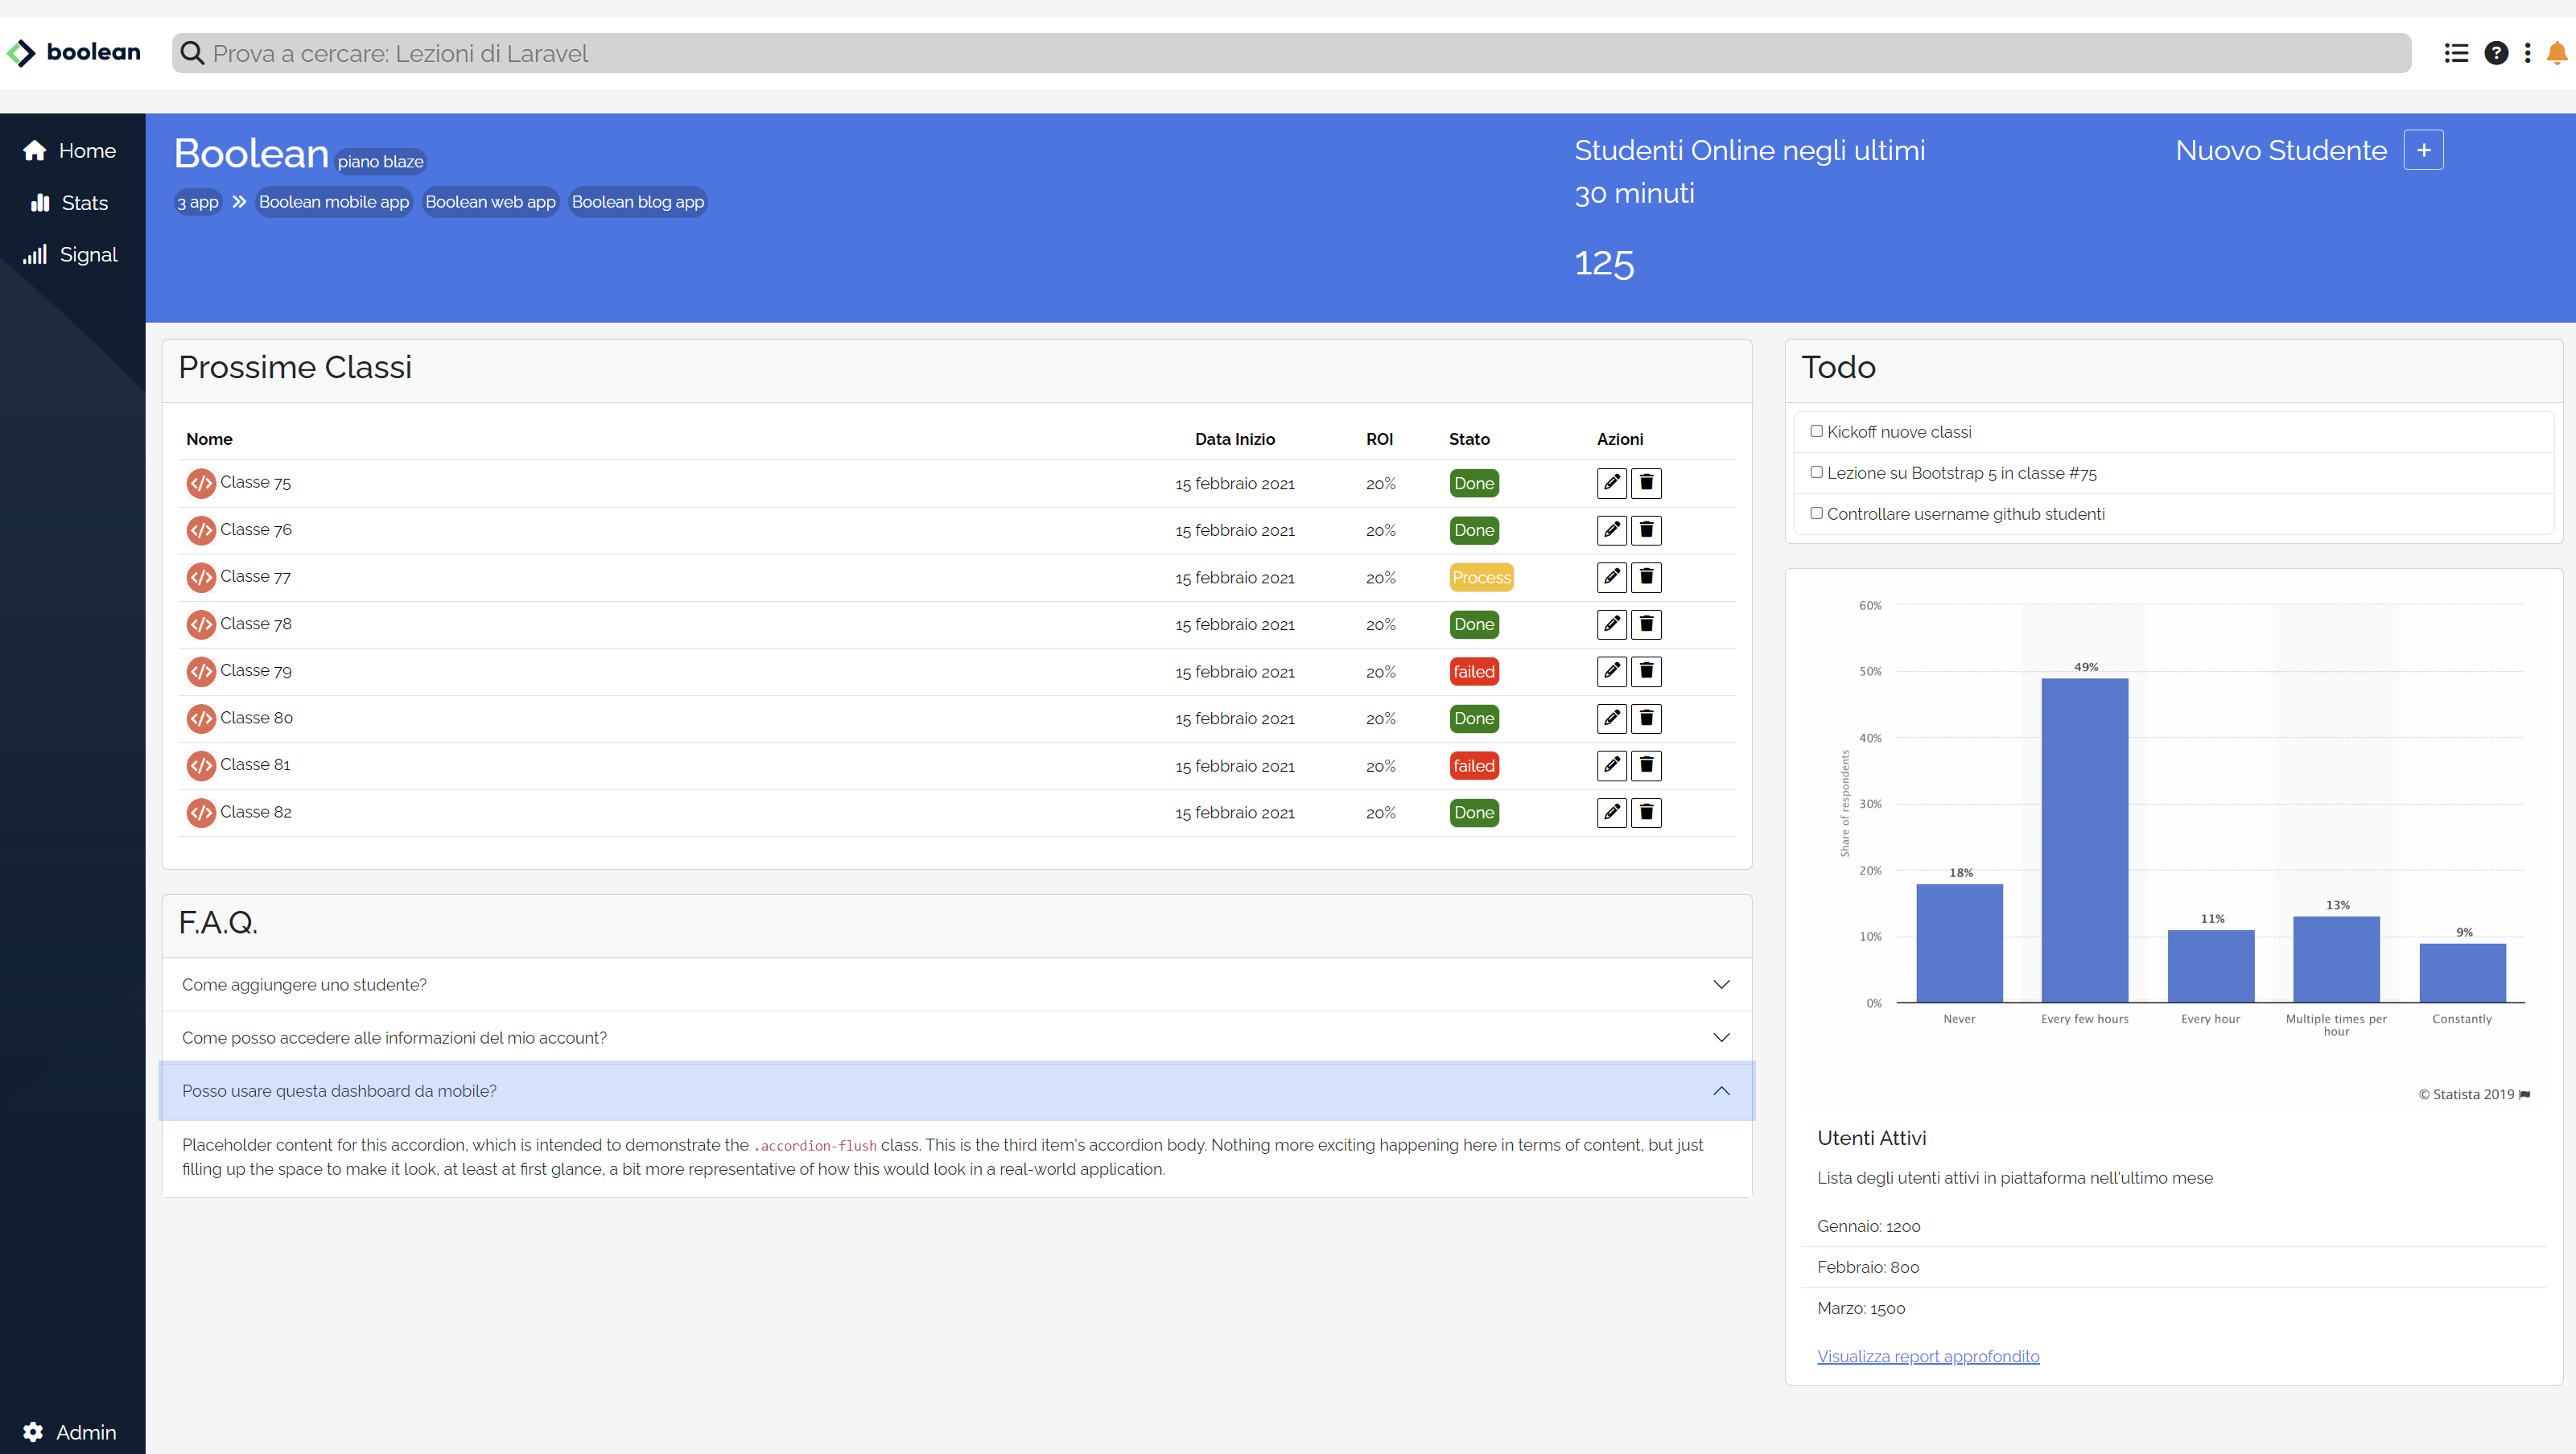 boolean
Prova a cercare: Lezioni di Laravel
Home
Stats
Signal
Admin
Boolean piano blaze
3 app Boolean mobile app Boolean web app Boolean blog app
Studenti Online negli ultimi
30 minuti
125
Nuovo Studente +
Prossime Classi
Nome Data Inizio ROI Stato Azioni
Classe 75 15 febbraio 2021 20% Done
Classe 76 15 febbraio 2021 20% Done
Classe 77 15 febbraio 2021 20% Process
Classe 78 15 febbraio 2021 20% Done
Classe 79 15 febbraio 2021 20% failed
Classe 80 15 febbraio 2021 20% Done
Classe 81 15 febbraio 2021 20% failed
Classe 82 15 febbraio 2021 20% Done
F.A.Q.
Come aggiungere uno studente?
Come posso accedere alle informazioni del mio account?
Posso usare questa dashboard da mobile?
Placeholder content for this accordion, which is intended to demonstrate the .accordion-flush class. This is the third item's accordion body. Nothing more exciting happening here in terms of content, but just
filling up the space to make it look, at least at first glance, a bit more representative of how this would look in a real-world application.
Todo
Kickoff nuove classi
Lezione su Bootstrap 5 in classe #75
Controllare username github studenti
Share of respondents
60%
50%
40%
30%
20%
10%
0%
18%
49%
11%
13%
9%
Never
Every few hours
Every hour
Multiple times per
hour
Constantly
© Statista 2019
Utenti Attivi
Lista degli utenti attivi in piattaforma nell'ultimo mese
Gennaio: 1200
Febbraio: 800
Marzo: 1500
Visualizza report approfondito